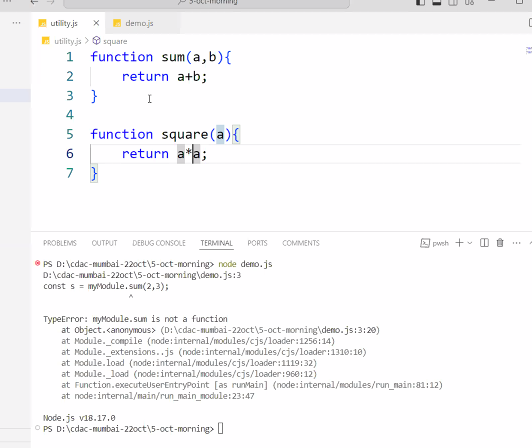 utility.js ×
demo.js
utility.js > square
1 function sum(a,b){
2 return a+b;
3 }
4
5 function square(a){
6 return a*a;
7 }
PROBLEMS OUTPUT DEBUG CONSOLE TERMINAL PORTS pwsh
PS D:\cdac-mumbai-22oct\5-oct-morning> node demo.js
D:\cdac-mumbai-22oct\5-oct-morning\demo.js:3
const s = myModule.sum(2,3);
^
TypeError: myModule.sum is not a function
at Object.<anonymous> (D:\cdac-mumbai-22oct\5-oct-morning\demo.js:3:20)
at Module._compile (node:internal/modules/cjs/loader:1256:14)
at Module._extensions..js (node:internal/modules/cjs/loader:1310:10)
at Module.load (node:internal/modules/cjs/loader:1119:32)
at Module._load (node:internal/modules/cjs/loader:960:12)
at Function.executeUserEntryPoint [as runMain] (node:internal/modules/run_main:81:12)
at node:internal/main/run_main_module:23:47
Node.js v18.17.0
PS D:\cdac-mumbai-22oct\5-oct-morning>